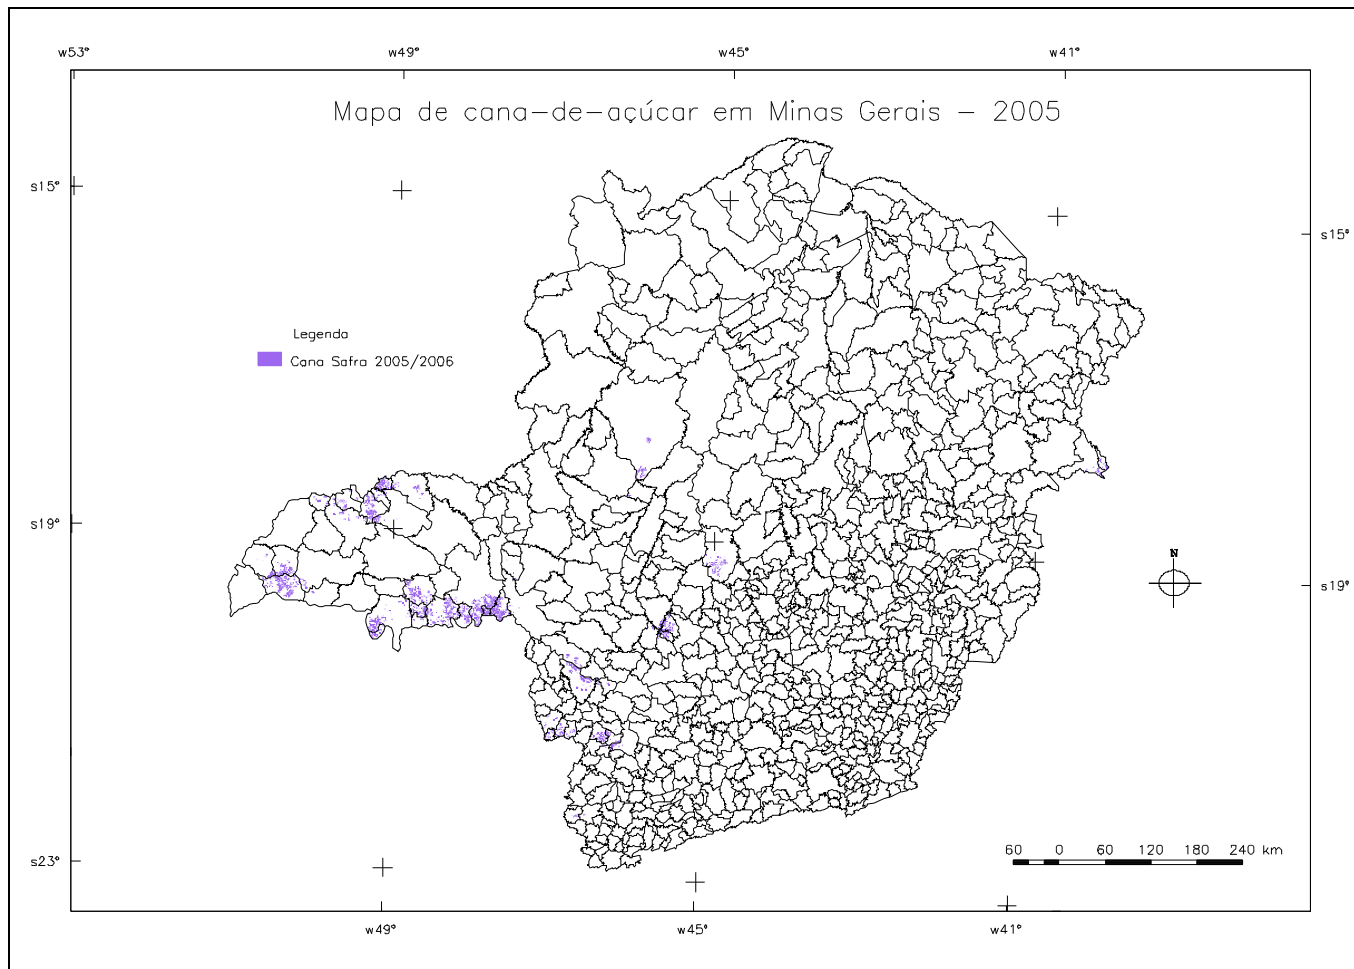 w53° w49° w45° w41°
Mapa de cana-de-açúcar em Minas Gerais - 2005
s15°
s15°
Legenda
Cana Safra 2005/2006
s19°
N
s19°
60 0 60 120 180 240 km
s23°
w49° w45° w41°